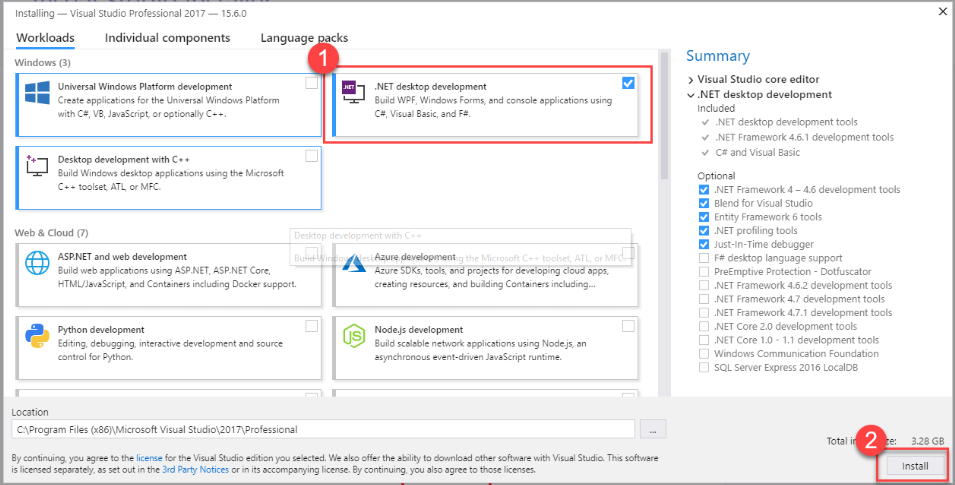 Installing — Visual Studio Professional 2017 — 15.6.0
Workloads
Individual components
Language packs
1
Windows (3)
Universal Windows Platform development
Create applications for the Universal Windows Platform
with C#, VB, JavaScript, or optionally C++.
.NET
.NET desktop development
Build WPF, Windows Forms, and console applications using
C#, Visual Basic, and F#.
Desktop development with C++
Build Windows desktop applications using the Microsoft
C++ toolset, ATL, or MFC.
Web & Cloud (7)
Desktop development with C++
ASP.NET and web development
Build web applications using ASP.NET, ASP.NET Core,
HTML/JavaScript, and Containers including Docker support.
Azure development
Azure SDKs, tools, and projects for developing cloud apps,
creating resources, and building Containers including...
Python development
Editing, debugging, interactive development and source
control for Python.
JS
Node.js development
Build scalable network applications using Node.js, an
asynchronous event-driven JavaScript runtime.
Summary
Visual Studio core editor
.NET desktop development
Included
.NET desktop development tools
.NET Framework 4.6.1 development tools
C# and Visual Basic
Optional
.NET Framework 4 – 4.6 development tools
Blend for Visual Studio
Entity Framework 6 tools
.NET profiling tools
Just-In-Time debugger
F# desktop language support
PreEmptive Protection - Dotfuscator
.NET Framework 4.6.2 development tools
.NET Framework 4.7 development tools
.NET Framework 4.7.1 development tools
.NET Core 2.0 development tools
.NET Core 1.0 - 1.1 development tools
Windows Communication Foundation
SQL Server Express 2016 LocalDB
Location
C:\Program Files (x86)\Microsoft Visual Studio\2017\Professional
...
By continuing, you agree to the license for the Visual Studio edition you selected. We also offer the ability to download other software with Visual Studio. This software
is licensed separately, as set out in the 3rd Party Notices or in its accompanying license. By continuing, you also agree to those licenses.
2
Total 3.28 GB
Install